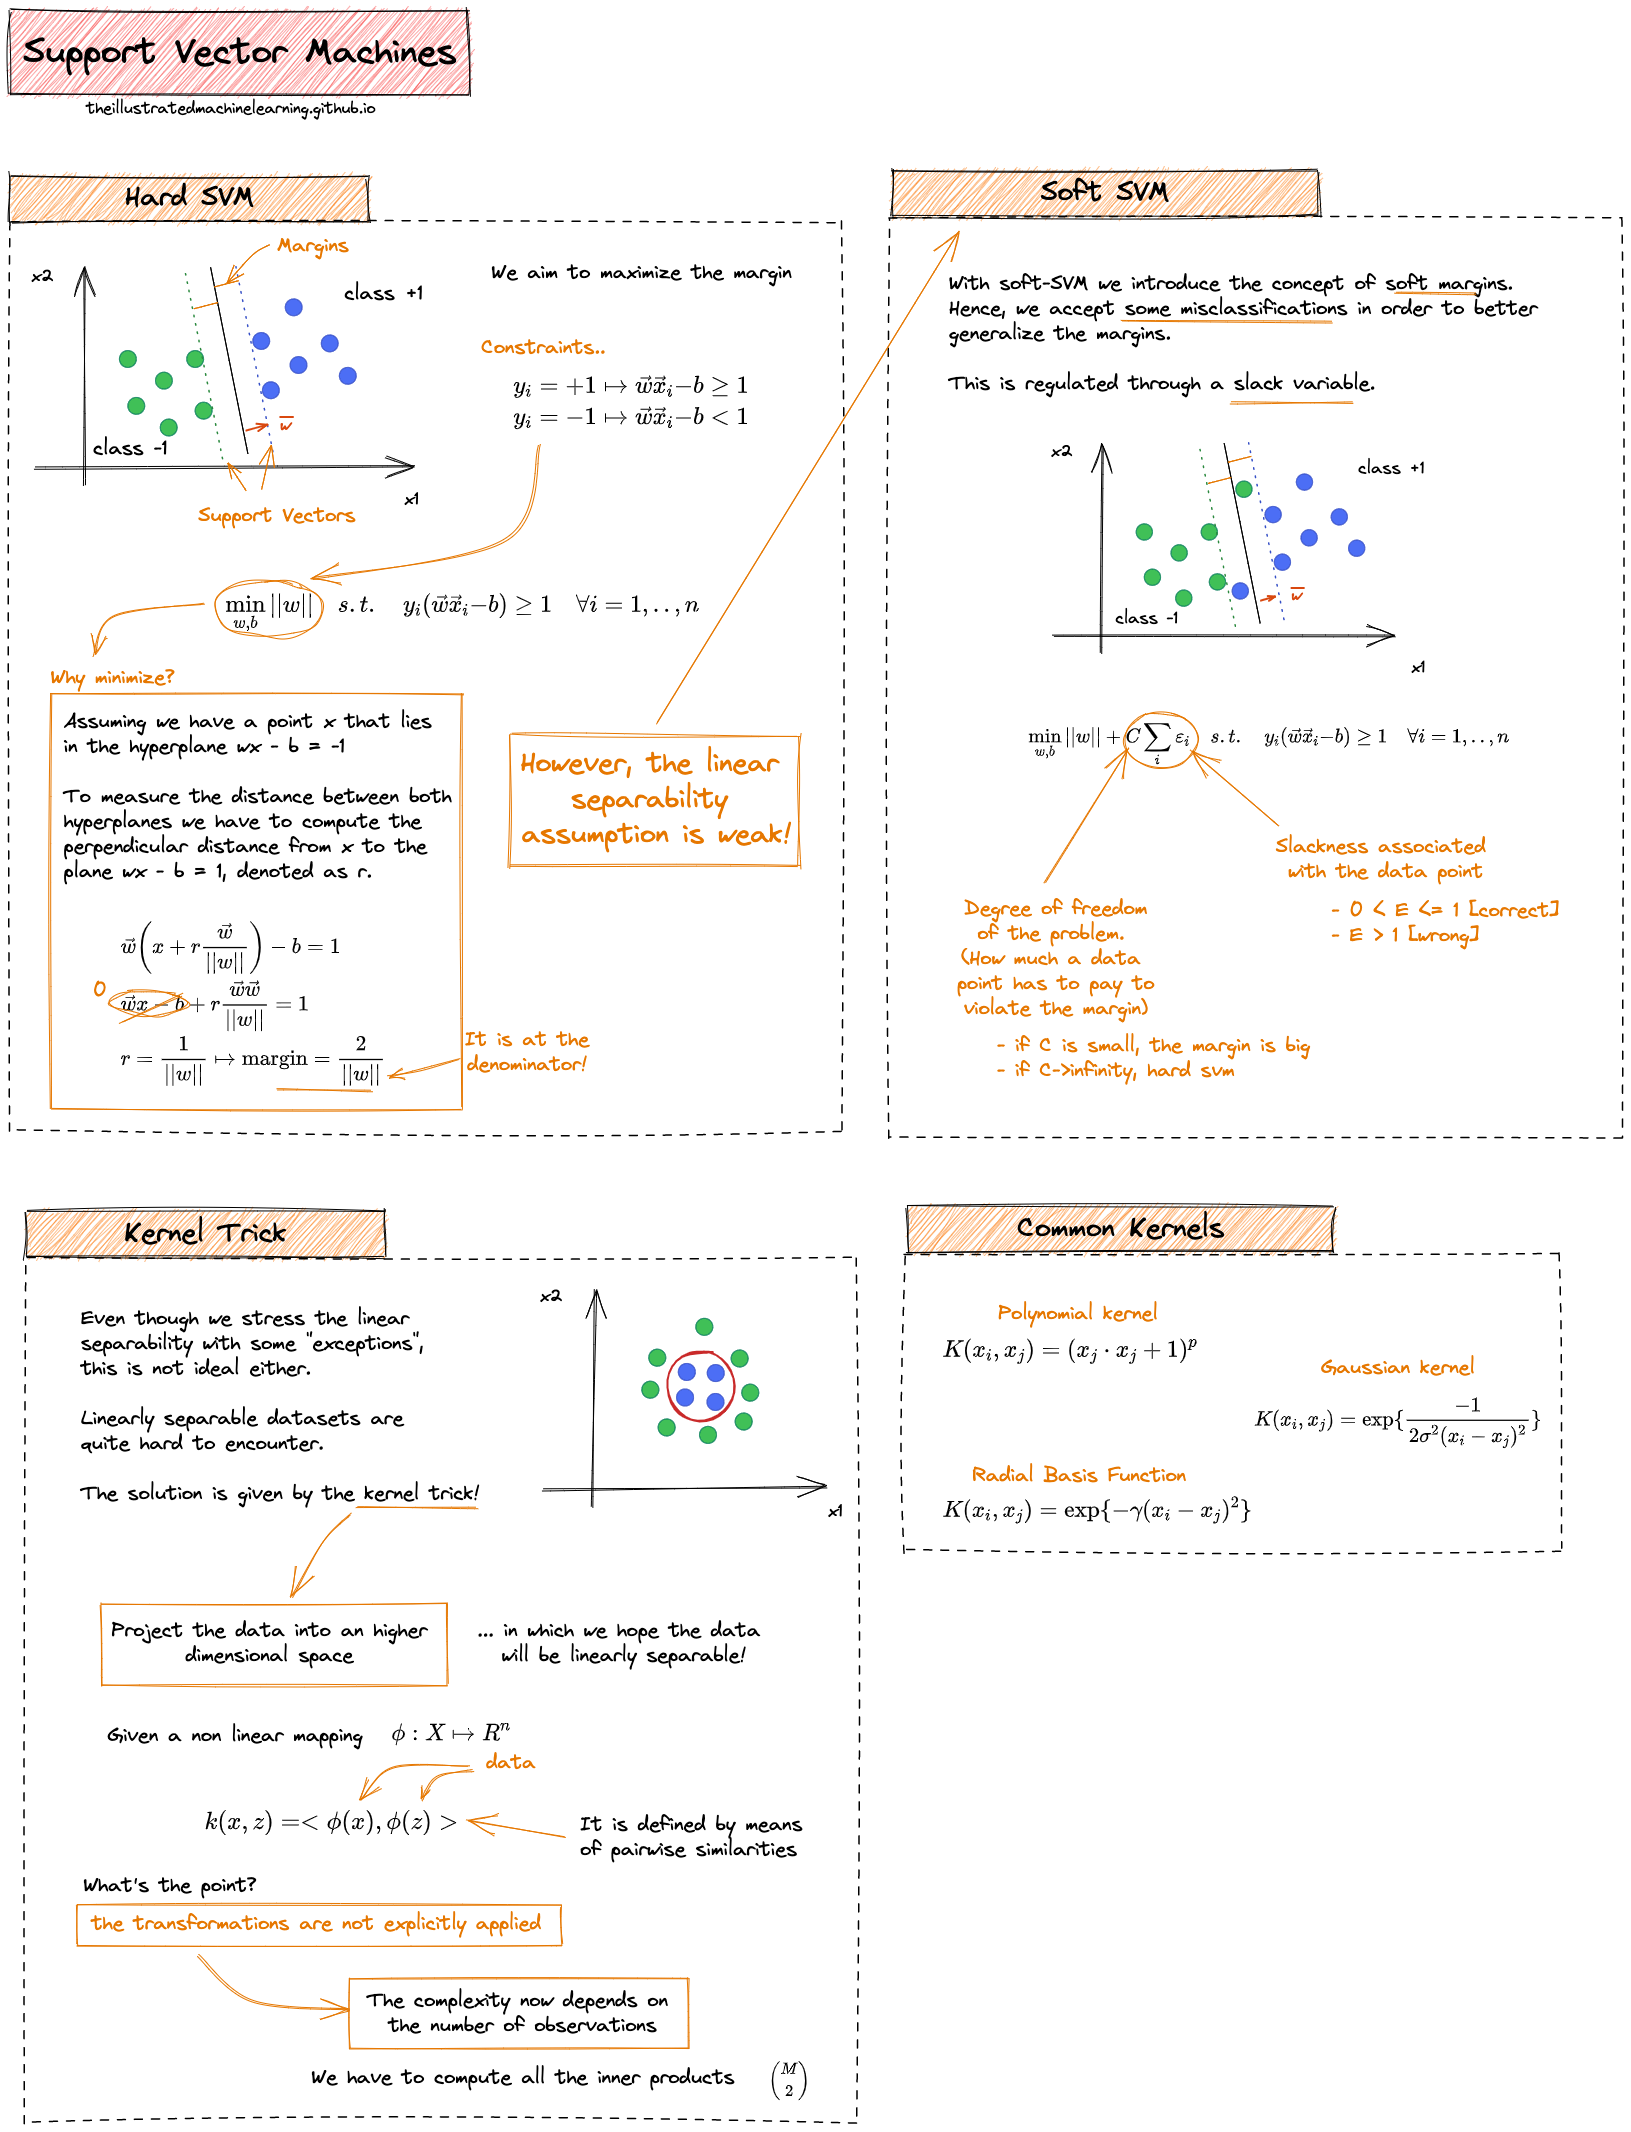 Support Vector Machines
theillustratedmachinelearning.github.io
Hard SVM
Margins
x2
class +1
class -1
w
x1
Support Vectors
We aim to maximize the margin
Constraints..
y_i = +1 ↦ w⃗x⃗_i−b ≥ 1
y_i = −1 ↦ w⃗x⃗_i−b < 1
min_{w,b} ||w||   s.t.   y_i(w⃗x⃗_i−b) ≥ 1   ∀i = 1,..,n
Why minimize?
Assuming we have a point x that lies
in the hyperplane wx - b = -1
To measure the distance between both
hyperplanes we have to compute the
perpendicular distance from x to the
plane wx - b = 1, denoted as r.
w⃗(x + r w⃗/||w||) − b = 1
0
w⃗x − b + r w⃗w⃗/||w|| = 1
r = 1/||w|| ↦ margin = 2/||w||
It is at the
denominator!
However, the linear
separability
assumption is weak!
Soft SVM
With soft-SVM we introduce the concept of soft margins.
Hence, we accept some misclassifications in order to better
generalize the margins.
This is regulated through a slack variable.
x2
class +1
class -1
w
x1
min_{w,b} ||w|| + C∑_i ε_i   s.t.   y_i(w⃗x⃗_i−b) ≥ 1   ∀i = 1,..,n
Slackness associated
with the data point
- 0 < E <= 1 [correct]
- E > 1 [wrong]
Degree of freedom
of the problem.
(How much a data
point has to pay to
violate the margin)
- if C is small, the margin is big
- if C->infinity, hard svm
Kernel Trick
Even though we stress the linear
separability with some "exceptions",
this is not ideal either.
Linearly separable datasets are
quite hard to encounter.
The solution is given by the kernel trick!
x2
x1
Project the data into an higher
dimensional space
... in which we hope the data
will be linearly separable!
Given a non linear mapping   ϕ : X ↦ R^n
data
k(x, z) =< ϕ(x), ϕ(z) >
It is defined by means
of pairwise similarities
What's the point?
the transformations are not explicitly applied
The complexity now depends on
the number of observations
We have to compute all the inner products   (M 2)
Common Kernels
Polynomial kernel
K(x_i, x_j) = (x_j · x_j + 1)^p
Gaussian kernel
K(x_i, x_j) = exp{−1/(2σ²(x_i − x_j)²)}
Radial Basis Function
K(x_i, x_j) = exp{−γ(x_i − x_j)²}